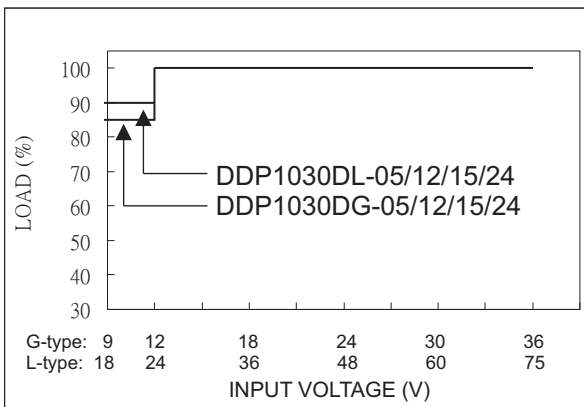 100
90
80
70
60
50
40
30
LOAD (%)
DDP1030DL-05/12/15/24
DDP1030DG-05/12/15/24
G-type: 9 12 18 24 30 36
L-type: 18 24 36 48 60 75
INPUT VOLTAGE (V)